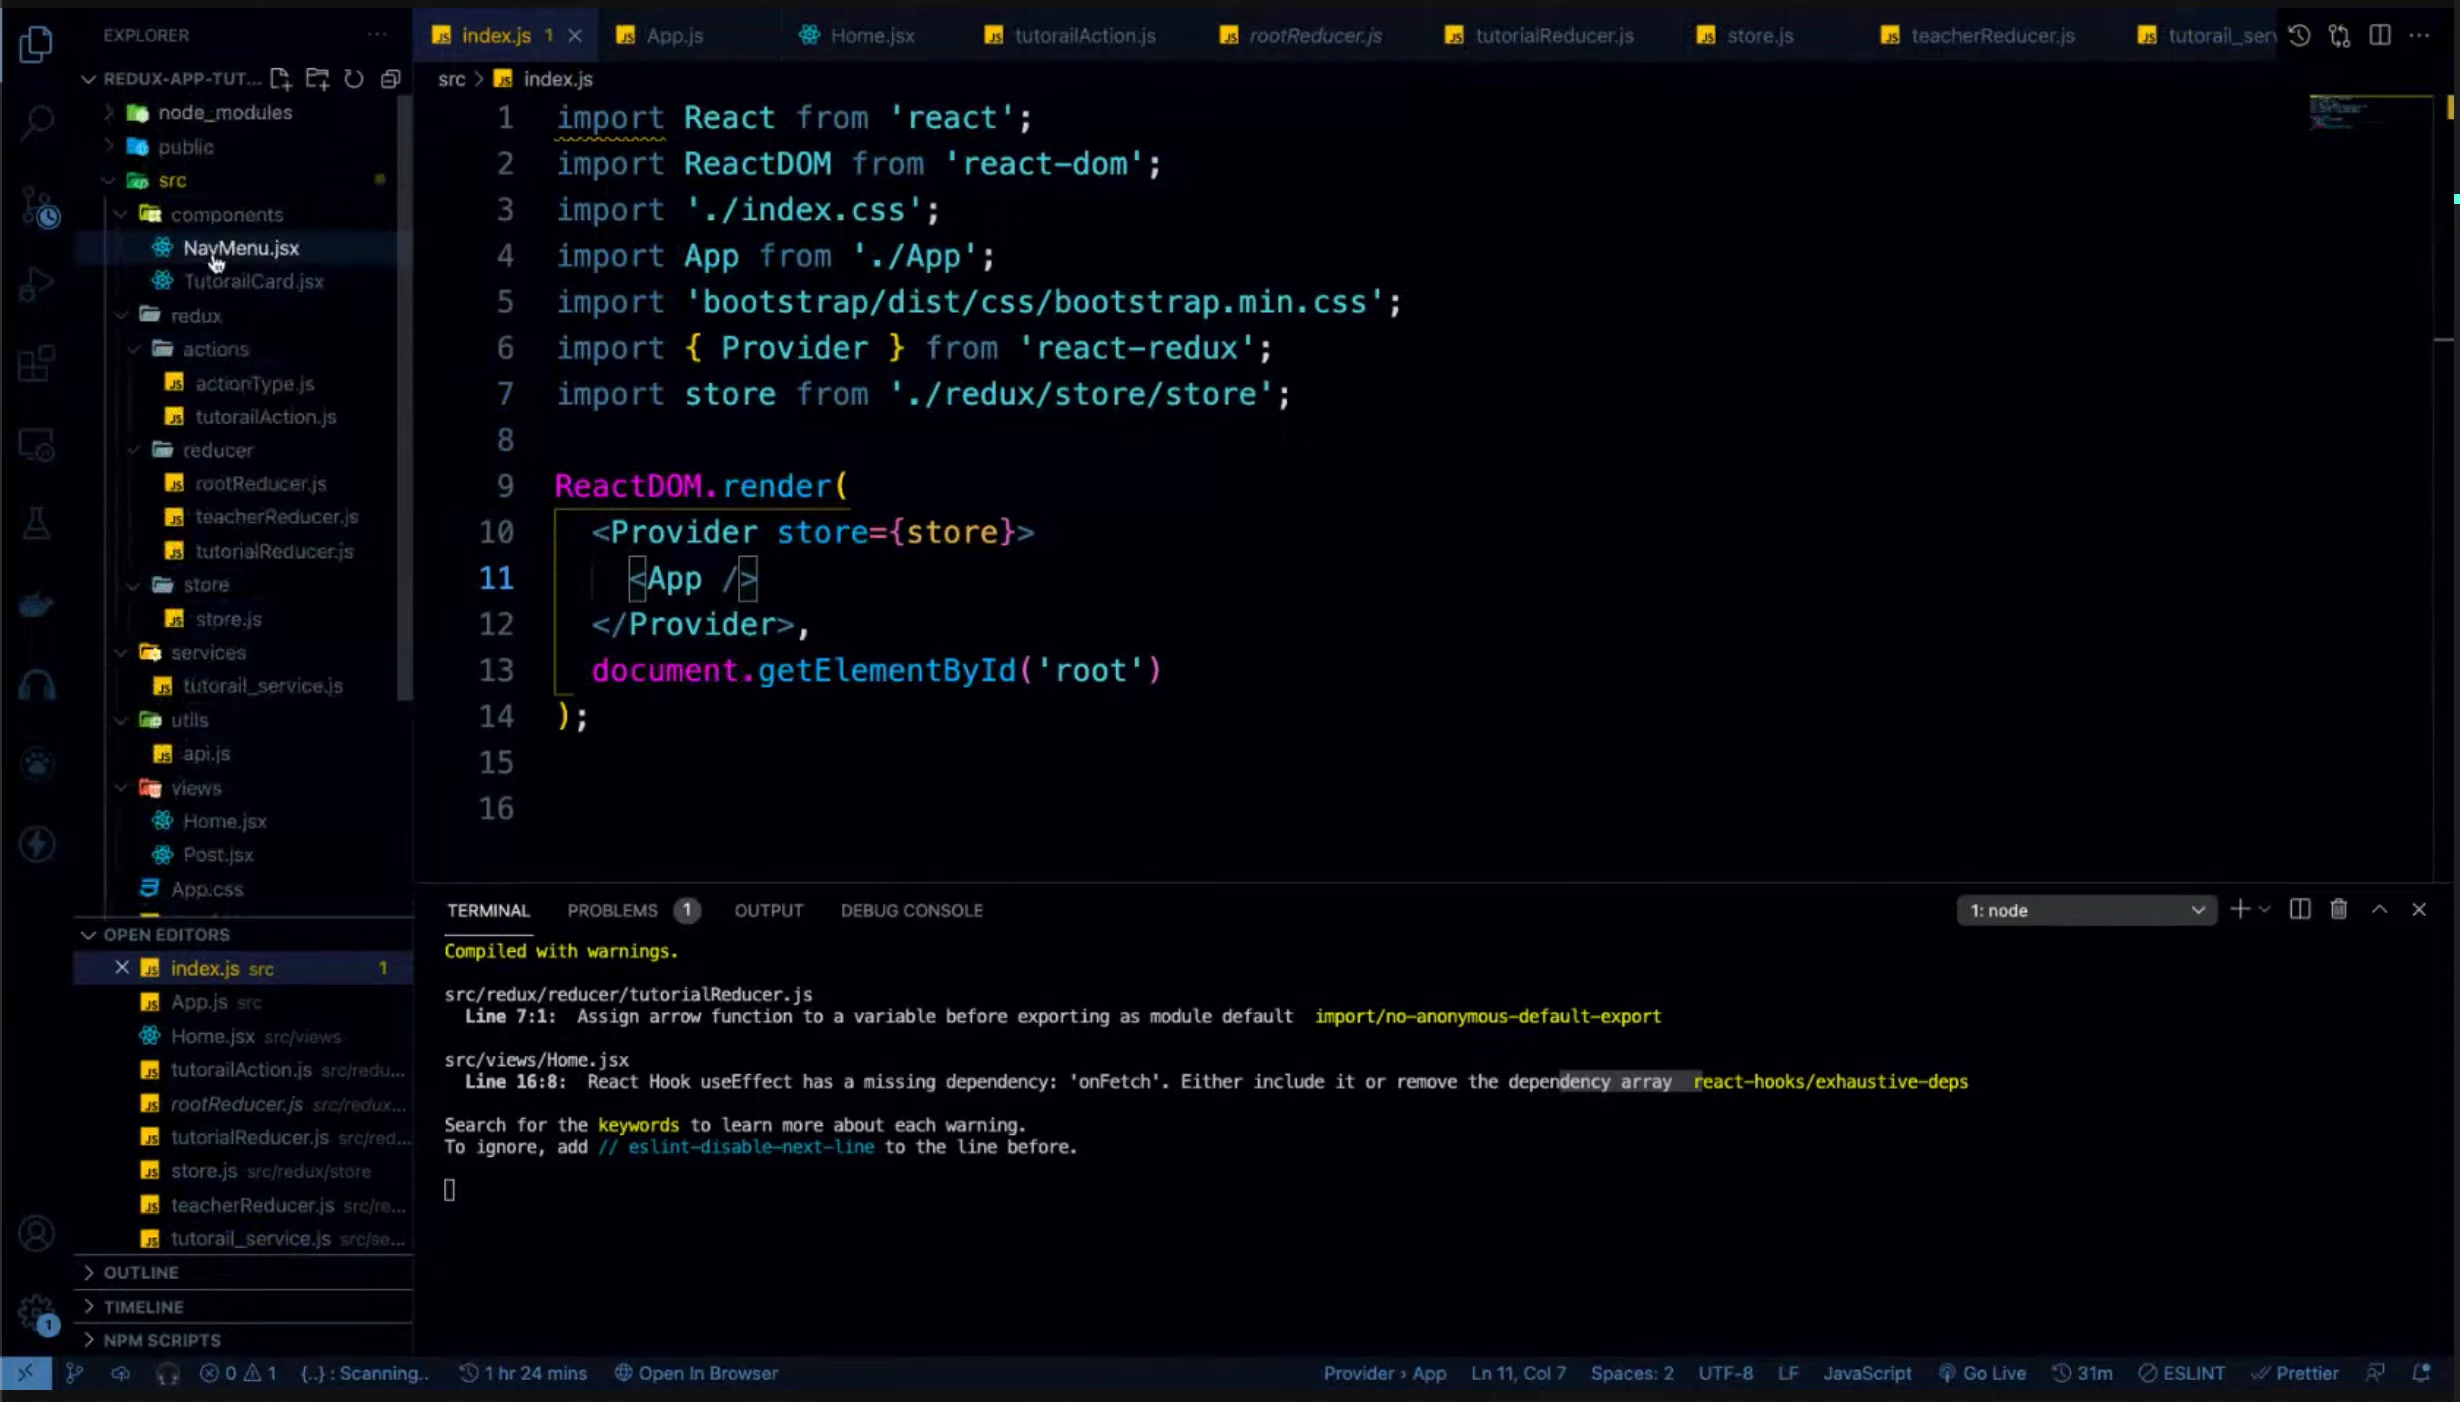 EXPLORER
REDUX-APP-TUT...
node_modules
public
src
components
NavMenu.jsx
TutorailCard.jsx
redux
actions
actionType.js
tutorailAction.js
reducer
rootReducer.js
teacherReducer.js
tutorialReducer.js
store
store.js
services
tutorail_service.js
utils
api.js
views
Home.jsx
Post.jsx
App.css
OPEN EDITORS
index.js src 1
App.js src
Home.jsx src/views
tutorailAction.js src/redu...
rootReducer.js src/redux...
tutorialReducer.js src/red...
store.js src/redux/store
teacherReducer.js src/re...
tutorail_service.js src/se...
OUTLINE
TIMELINE
NPM SCRIPTS
index.js 1 App.js Home.jsx tutorailAction.js rootReducer.js tutorialReducer.js store.js teacherReducer.js tutorail_serv
src > index.js
1 import React from 'react';
2 import ReactDOM from 'react-dom';
3 import './index.css';
4 import App from './App';
5 import 'bootstrap/dist/css/bootstrap.min.css';
6 import { Provider } from 'react-redux';
7 import store from './redux/store/store';
8
9 ReactDOM.render(
10 <Provider store={store}>
11 <App />
12 </Provider>,
13 document.getElementById('root')
14 );
15
16
TERMINAL PROBLEMS 1 OUTPUT DEBUG CONSOLE 1: node
Compiled with warnings.
src/redux/reducer/tutorialReducer.js
Line 7:1: Assign arrow function to a variable before exporting as module default import/no-anonymous-default-export
src/views/Home.jsx
Line 16:8: React Hook useEffect has a missing dependency: 'onFetch'. Either include it or remove the dependency array react-hooks/exhaustive-deps
Search for the keywords to learn more about each warning.
To ignore, add // eslint-disable-next-line to the line before.
1
0 1 {..} : Scanning.. 1 hr 24 mins Open In Browser Provider › App Ln 11, Col 7 Spaces: 2 UTF-8 LF JavaScript Go Live 31m ESLINT Prettier